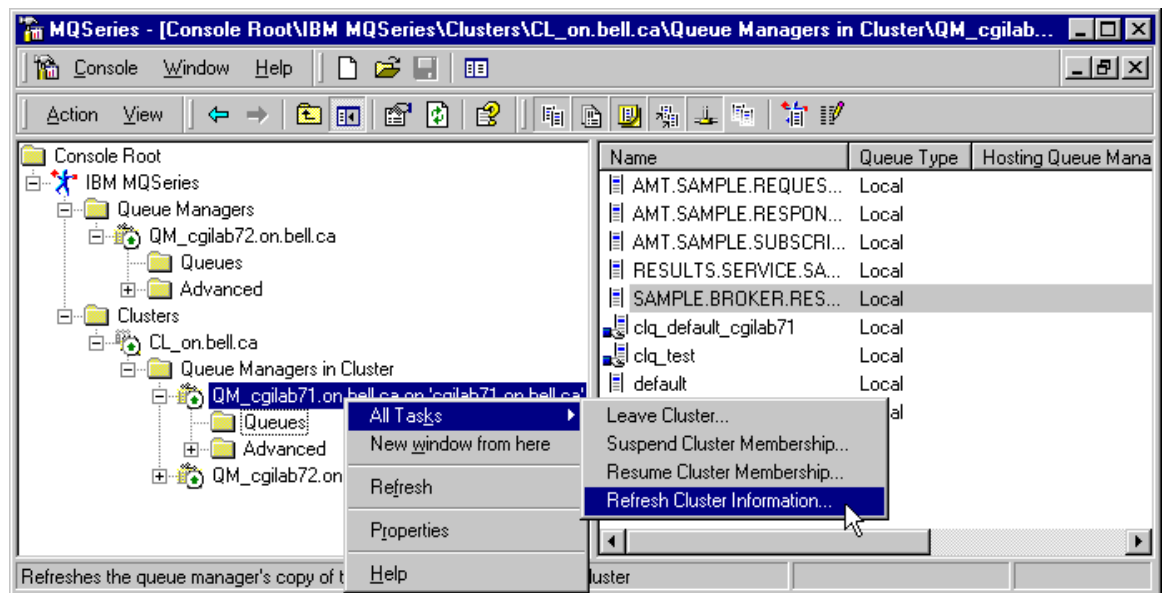 MQSeries - [Console Root\IBM MQSeries\Clusters\CL_on.bell.ca\Queue Managers in Cluster\QM_cgilab...
Console Window Help
Action View
Console Root
IBM MQSeries
Queue Managers
QM_cgilab72.on.bell.ca
Queues
Advanced
Clusters
CL_on.bell.ca
Queue Managers in Cluster
QM_cgilab71.on.bell.ca on 'cgilab71.on.bell.ca'
Queues
Advanced
QM_cgilab72.on
Name Queue Type Hosting Queue Mana
AMT.SAMPLE.REQUES... Local
AMT.SAMPLE.RESPON... Local
AMT.SAMPLE.SUBSCRI... Local
RESULTS.SERVICE.SA... Local
SAMPLE.BROKER.RES... Local
clq_default_cgilab71 Local
clq_test Local
default Local
al
All Tasks
New window from here
Refresh
Properties
Help
Leave Cluster...
Suspend Cluster Membership...
Resume Cluster Membership...
Refresh Cluster Information...
Refreshes the queue manager's copy of t uster